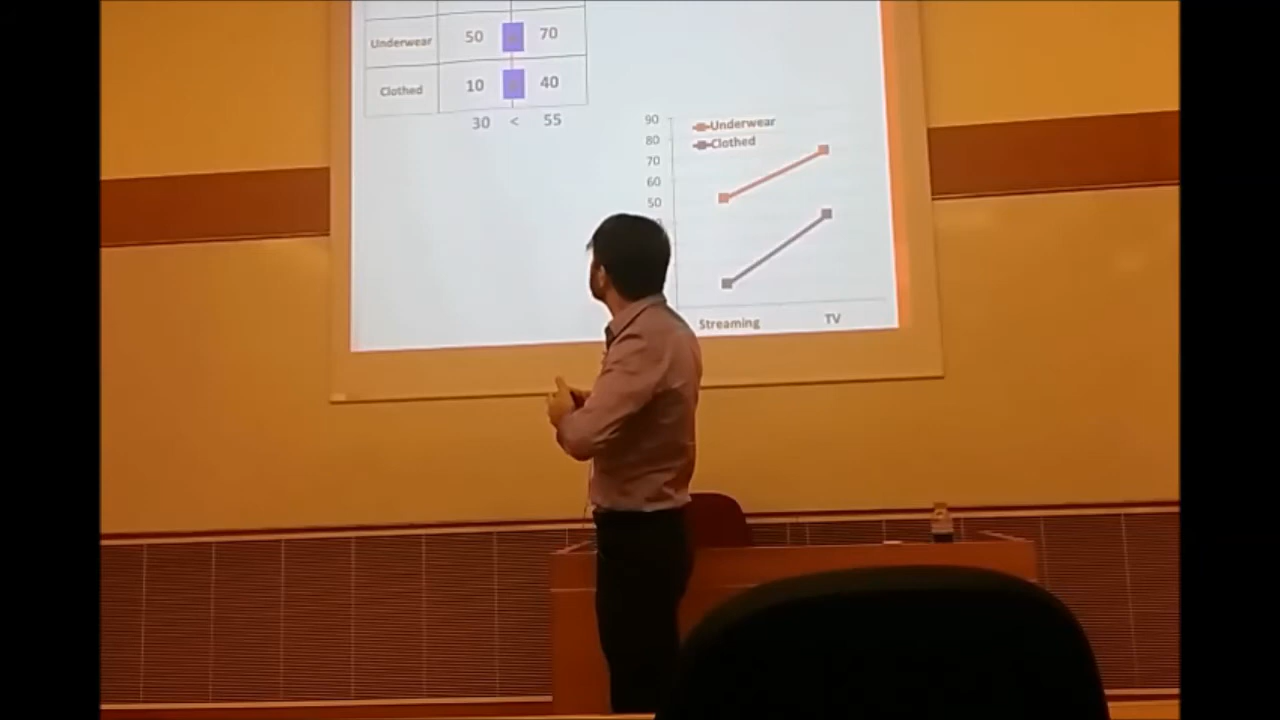 Underwear 50 70
Clothed 10 40
30 < 55
90
80
70
60
50
Underwear
Clothed
Streaming TV